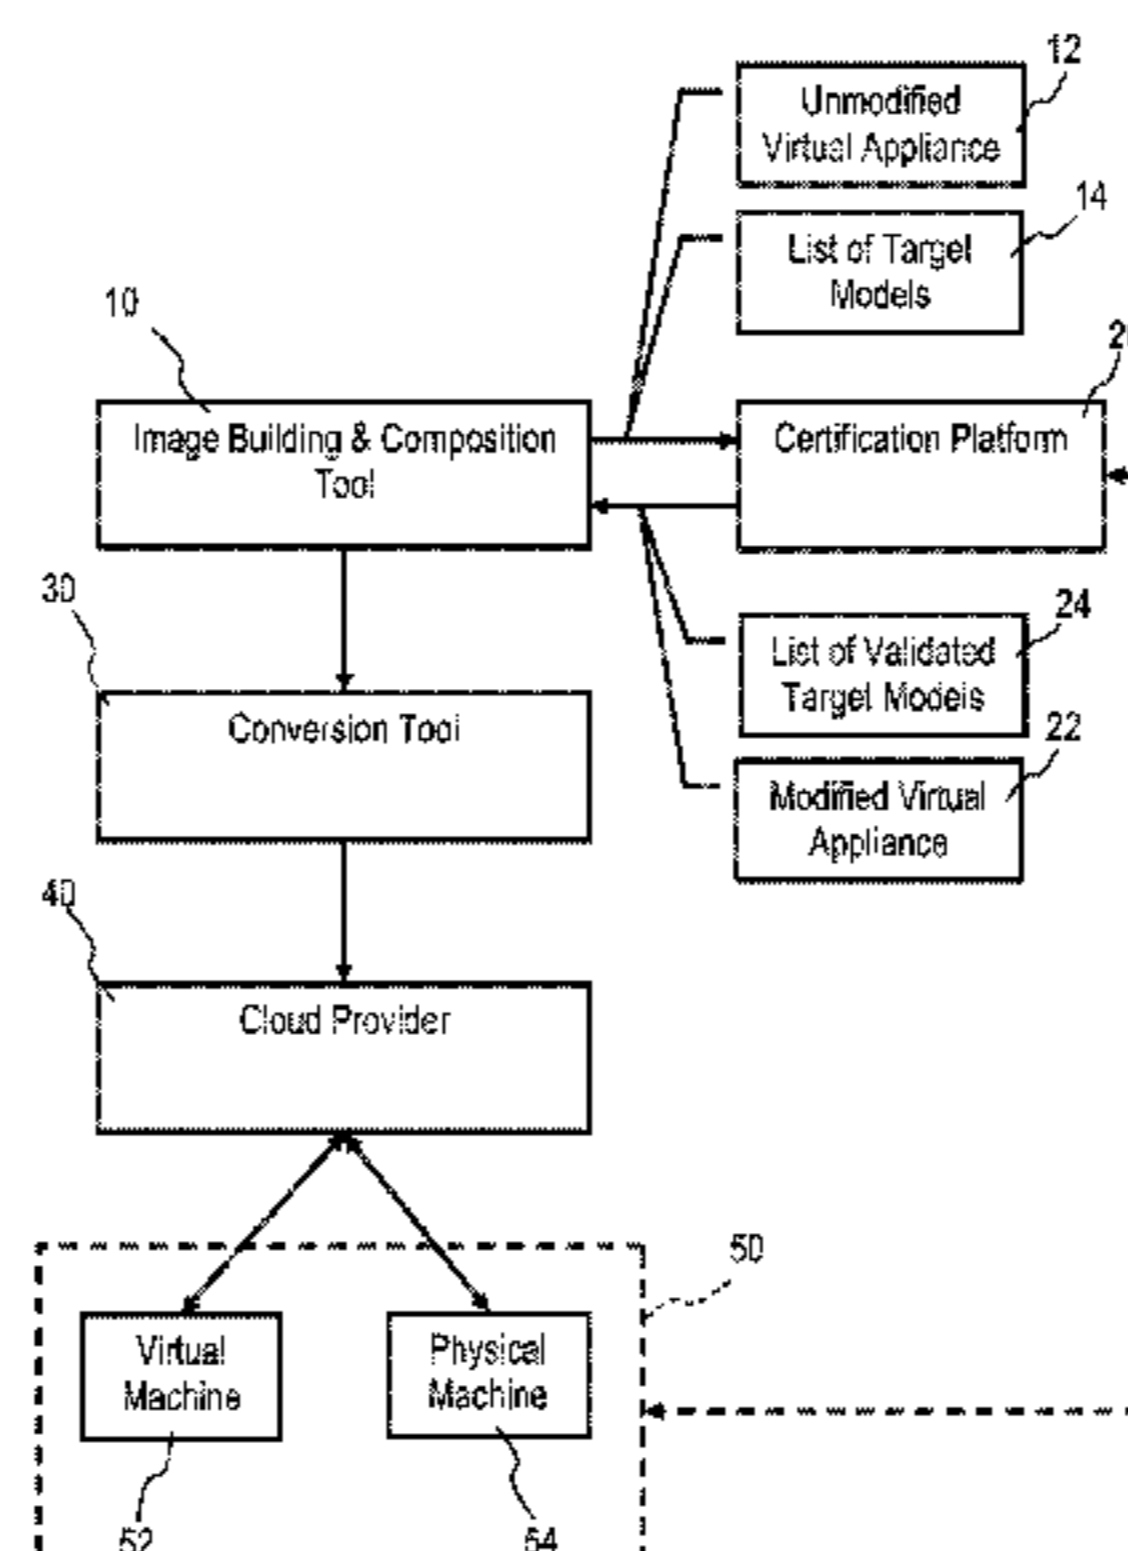 12
Unmodified
Virtual Appliance
14
List of Target
Models
10
Image Building & Composition
Tool
Certification Platform
30
24
List of Validated
Target Models
Conversion Tool
22
Modified Virtual
Appliance
40
Cloud Provider
50
Virtual
Machine
Physical
Machine
52
54